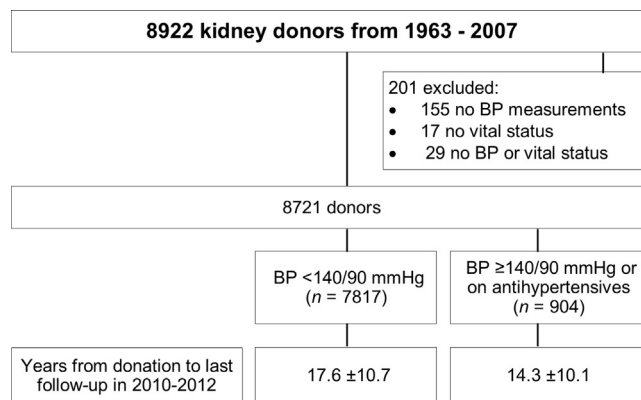 8922 kidney donors from 1963 - 2007
201 excluded:
• 155 no BP measurements
• 17 no vital status
• 29 no BP or vital status
8721 donors
BP <140/90 mmHg
(n = 7817)
BP ≥140/90 mmHg or
on antihypertensives
(n = 904)
Years from donation to last
follow-up in 2010-2012
17.6 ±10.7
14.3 ±10.1